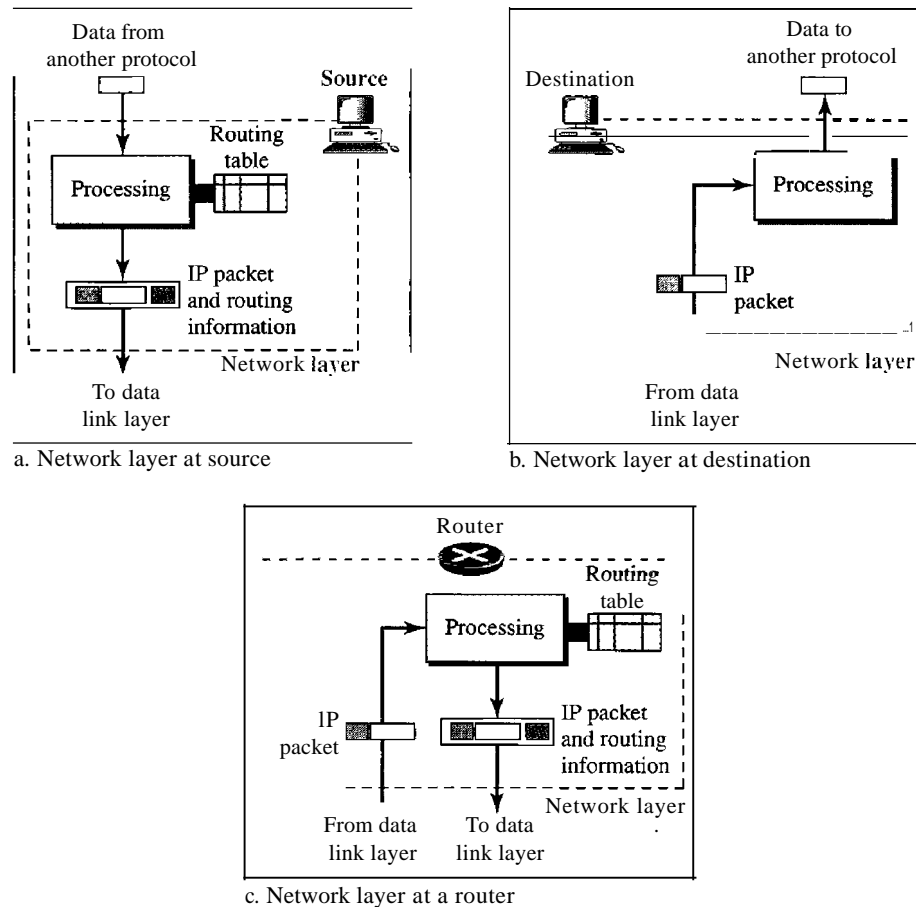 Data from
another protocol
Source
Routing
table
Processing
IP packet
and routing
information
Network layer
To data
link layer
a. Network layer at source
Data to
another protocol
Destination
Processing
IP
packet
Network layer
From data
link layer
b. Network layer at destination
Router
Routing
table
Processing
IP
packet
IP packet
and routing
information
Network layer
From data
link layer
To data
link layer
c. Network layer at a router